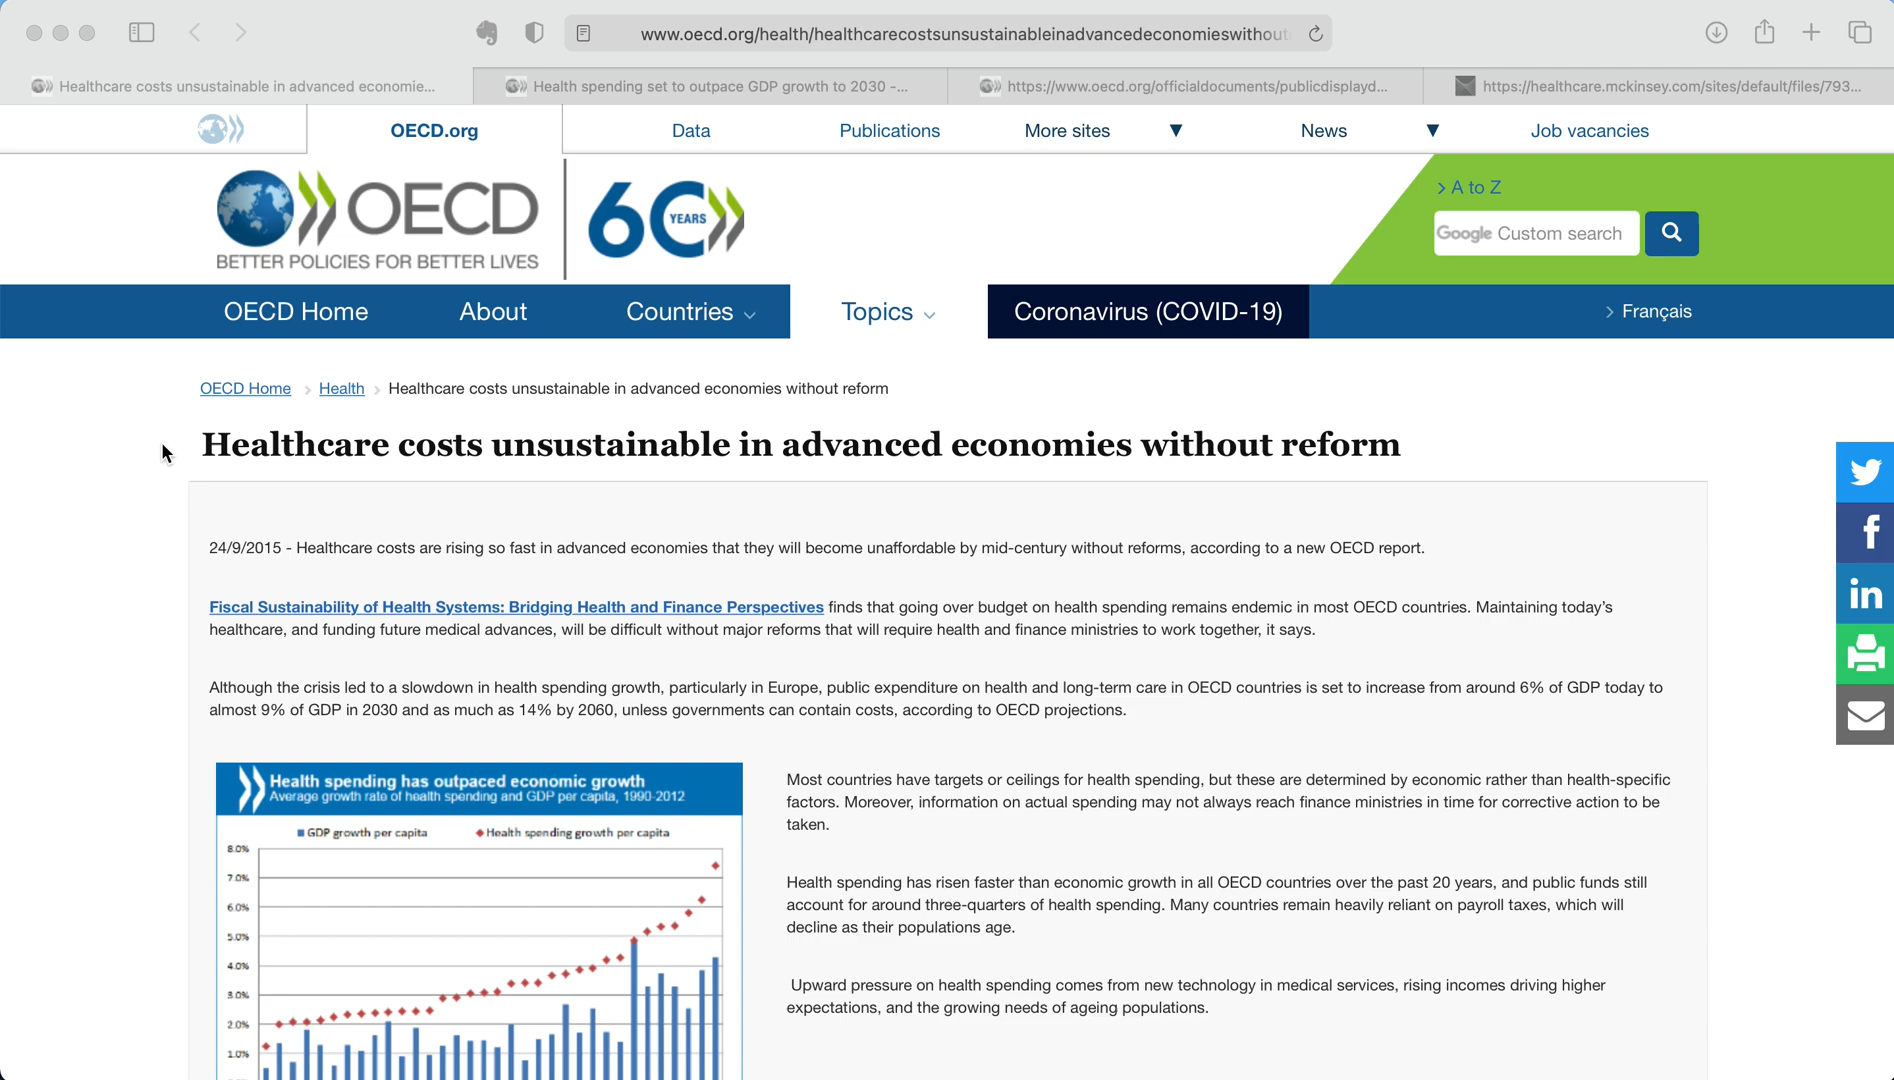 www.oecd.org/health/healthcarecostsunsustainableinadvancedeconomieswithout
Healthcare costs unsustainable in advanced economie...
Health spending set to outpace GDP growth to 2030 -...
https://www.oecd.org/officialdocuments/publicdisplayd...
https://healthcare.mckinsey.com/sites/default/files/793...
OECD.org
Data
Publications
More sites
News
Job vacancies
OECD
BETTER POLICIES FOR BETTER LIVES
60 YEARS
A to Z
Google Custom search
OECD Home
About
Countries
Topics
Coronavirus (COVID-19)
Français
OECD Home
Health
Healthcare costs unsustainable in advanced economies without reform
Healthcare costs unsustainable in advanced economies without reform
24/9/2015 - Healthcare costs are rising so fast in advanced economies that they will become unaffordable by mid-century without reforms, according to a new OECD report.
Fiscal Sustainability of Health Systems: Bridging Health and Finance Perspectives finds that going over budget on health spending remains endemic in most OECD countries. Maintaining today's
healthcare, and funding future medical advances, will be difficult without major reforms that will require health and finance ministries to work together, it says.
Although the crisis led to a slowdown in health spending growth, particularly in Europe, public expenditure on health and long-term care in OECD countries is set to increase from around 6% of GDP today to
almost 9% of GDP in 2030 and as much as 14% by 2060, unless governments can contain costs, according to OECD projections.
Health spending has outpaced economic growth
Average growth rate of health spending and GDP per capita, 1990-2012
GDP growth per capita
Health spending growth per capita
8.0%
7.0%
6.0%
5.0%
4.0%
3.0%
2.0%
1.0%
Most countries have targets or ceilings for health spending, but these are determined by economic rather than health-specific
factors. Moreover, information on actual spending may not always reach finance ministries in time for corrective action to be
taken.
Health spending has risen faster than economic growth in all OECD countries over the past 20 years, and public funds still
account for around three-quarters of health spending. Many countries remain heavily reliant on payroll taxes, which will
decline as their populations age.
Upward pressure on health spending comes from new technology in medical services, rising incomes driving higher
expectations, and the growing needs of ageing populations.